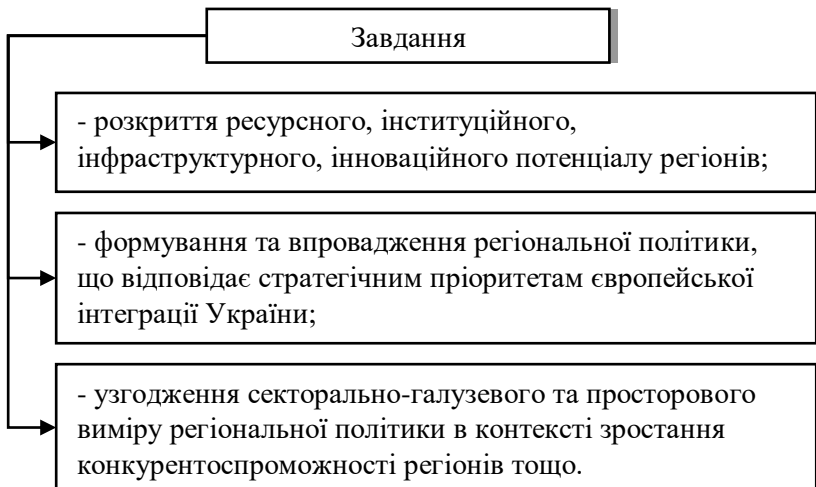 Завдання
- розкриття ресурсного, інституційного,
інфраструктурного, інноваційного потенціалу регіонів;
- формування та впровадження регіональної політики,
що відповідає стратегічним пріоритетам європейської
інтеграції України;
- узгодження секторально-галузевого та просторового
виміру регіональної політики в контексті зростання
конкурентоспроможності регіонів тощо.